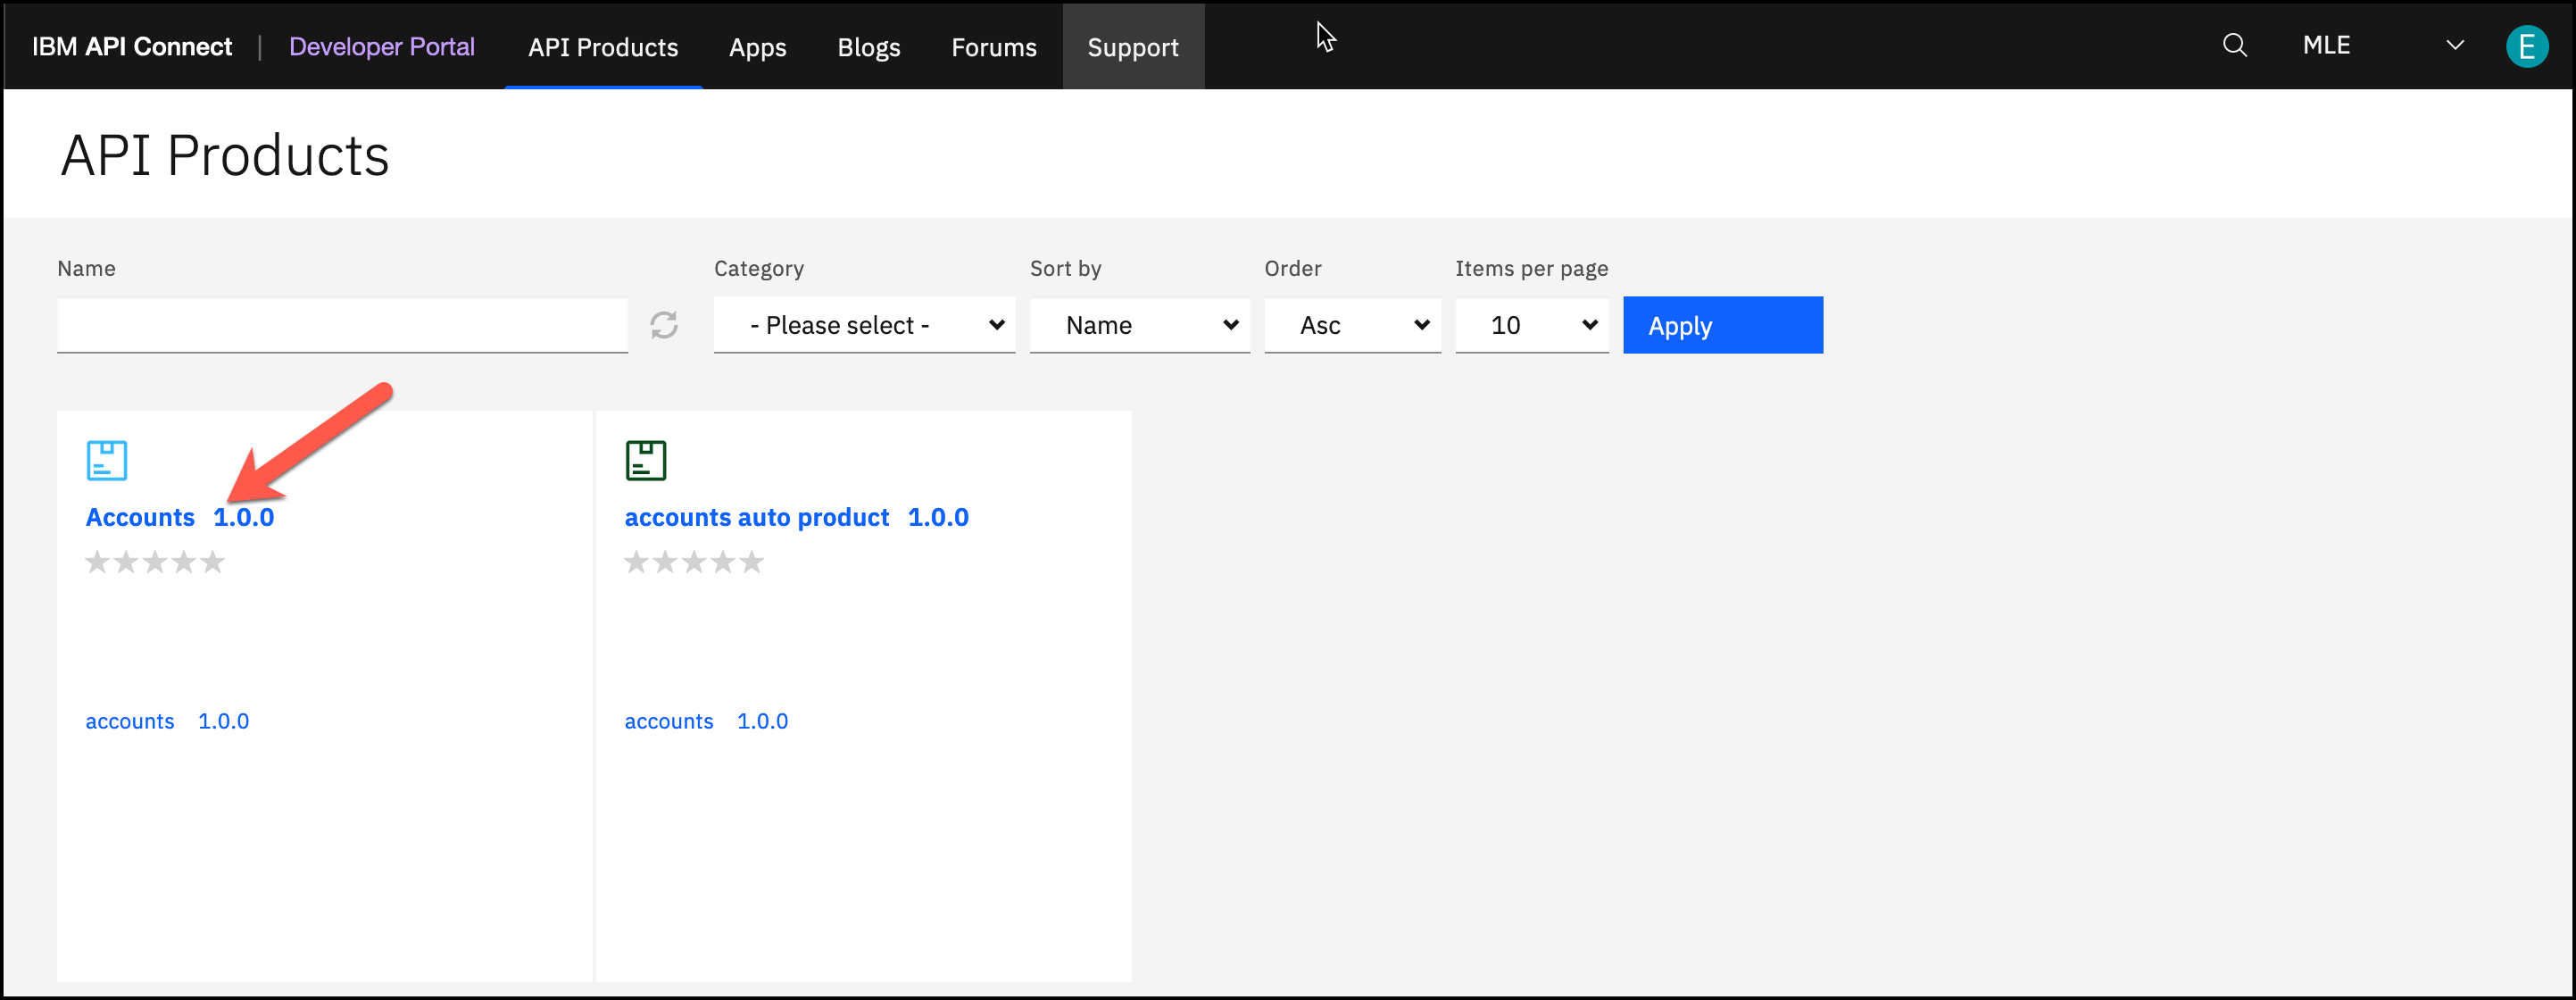 IBM API Connect | Developer Portal API Products Apps Blogs Forums Support MLE E
API Products
Name Category Sort by Order Items per page
- Please select - Name Asc 10 Apply
Accounts 1.0.0
accounts 1.0.0
accounts auto product 1.0.0
accounts 1.0.0